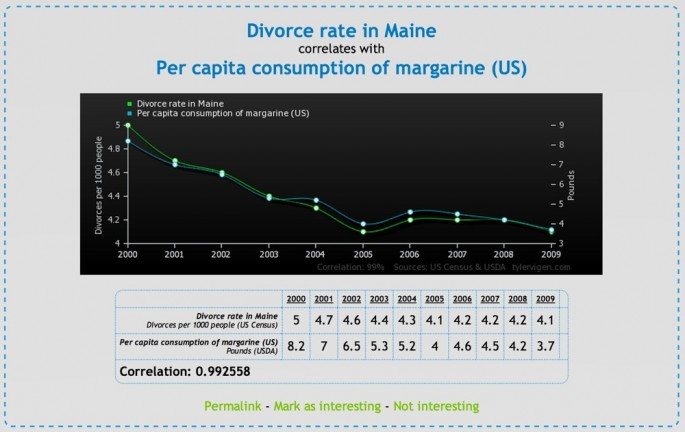 Divorce rate in Maine
correlates with
Per capita consumption of margarine (US)
Divorce rate in Maine
Per capita consumption of margarine (US)
Divorces per 1000 people
5
4.8
4.6
4.4
4.2
4
9
8
7
6
5
4
3
Pounds
2000 2001 2002 2003 2004 2005 2006 2007 2008 2009
Correlation: 99% Sources: US Census & USDA tylervigen.com
2000 2001 2002 2003 2004 2005 2006 2007 2008 2009
Divorce rate in Maine
Divorces per 1000 people (US Census)
5 4.7 4.6 4.4 4.3 4.1 4.2 4.2 4.2 4.1
Per capita consumption of margarine (US)
Pounds (USDA)
8.2 7 6.5 5.3 5.2 4 4.6 4.5 4.2 3.7
Correlation: 0.992558
Permalink - Mark as interesting - Not interesting